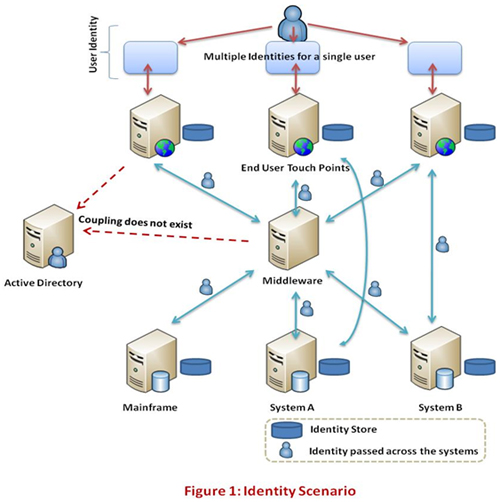 User Identity
Multiple Identities for a single user
End User Touch Points
Coupling does not exist
Active Directory
Middleware
Mainframe
System A
System B
Identity Store
Identity passed across the systems
Figure 1: Identity Scenario